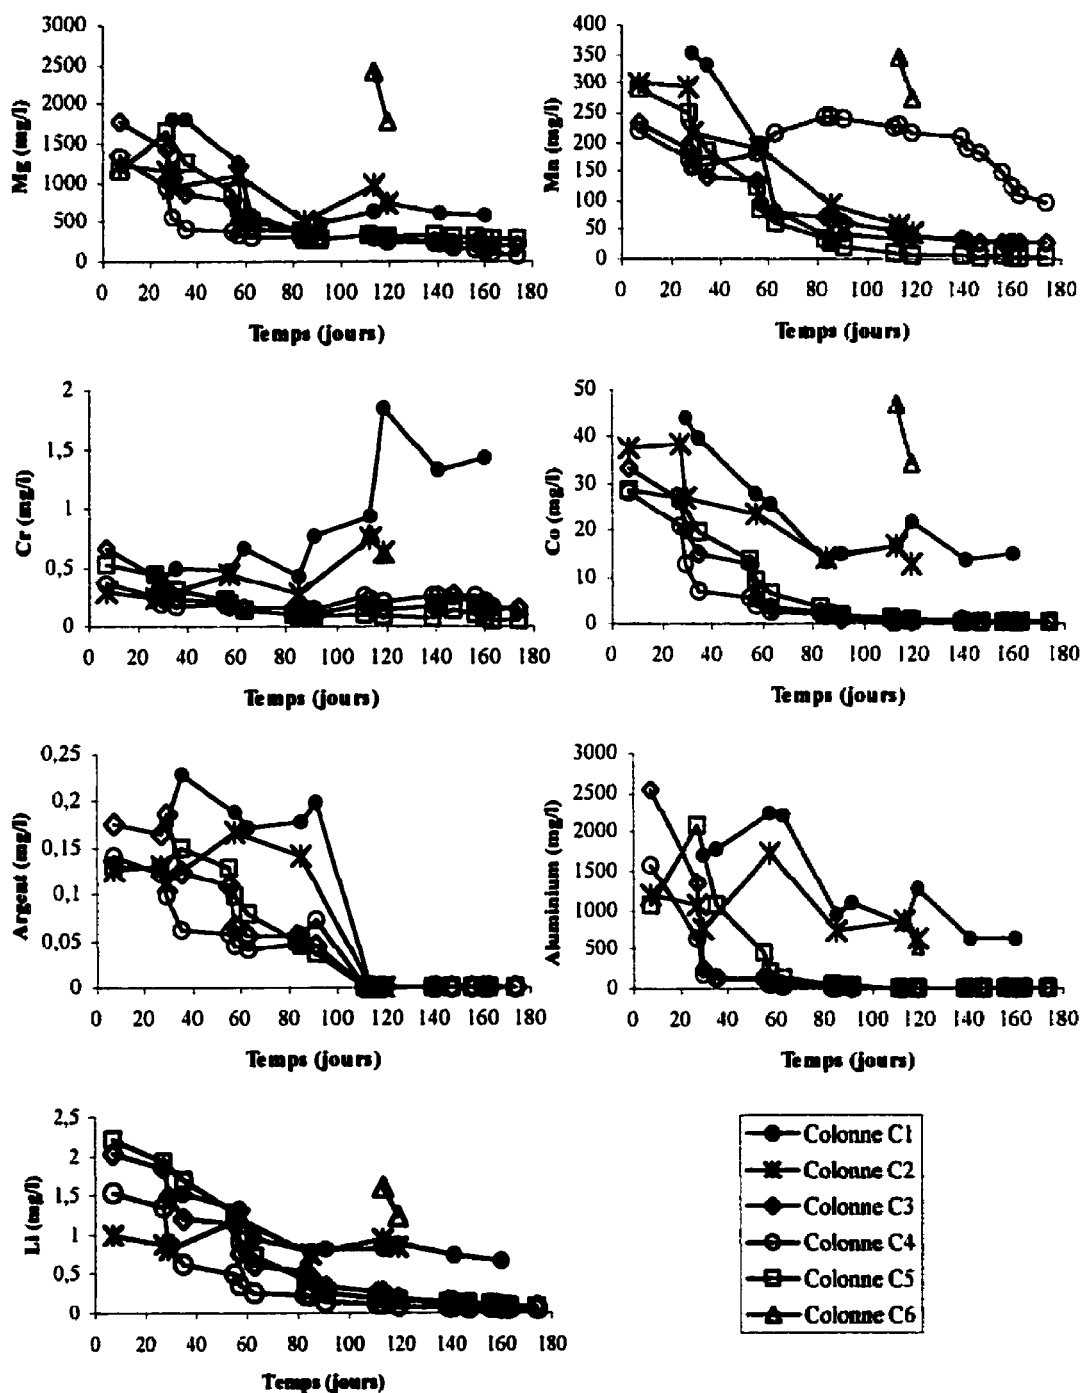 Mg (mg/l)
3000
2500
2000
1500
1000
500
0
0 20 40 60 80 100 120 140 160 180
Temps (jours)
Mn (mg/l)
400
350
300
250
200
150
100
50
0
0 20 40 60 80 100 120 140 160 180
Temps (jours)
Cr (mg/l)
2
1,5
1
0,5
0
0 20 40 60 80 100 120 140 160 180
Temps (jours)
Co (mg/l)
50
40
30
20
10
0
0 20 40 60 80 100 120 140 160 180
Temps (jours)
Argent (mg/l)
0,25
0,2
0,15
0,1
0,05
0
0 20 40 60 80 100 120 140 160 180
Temps (jours)
Aluminium (mg/l)
3000
2500
2000
1500
1000
500
0
0 20 40 60 80 100 120 140 160 180
Temps (jours)
Li (mg/l)
2,5
2
1,5
1
0,5
0
0 20 40 60 80 100 120 140 160 180
Temps (jours)
Colonne C1
Colonne C2
Colonne C3
Colonne C4
Colonne C5
Colonne C6